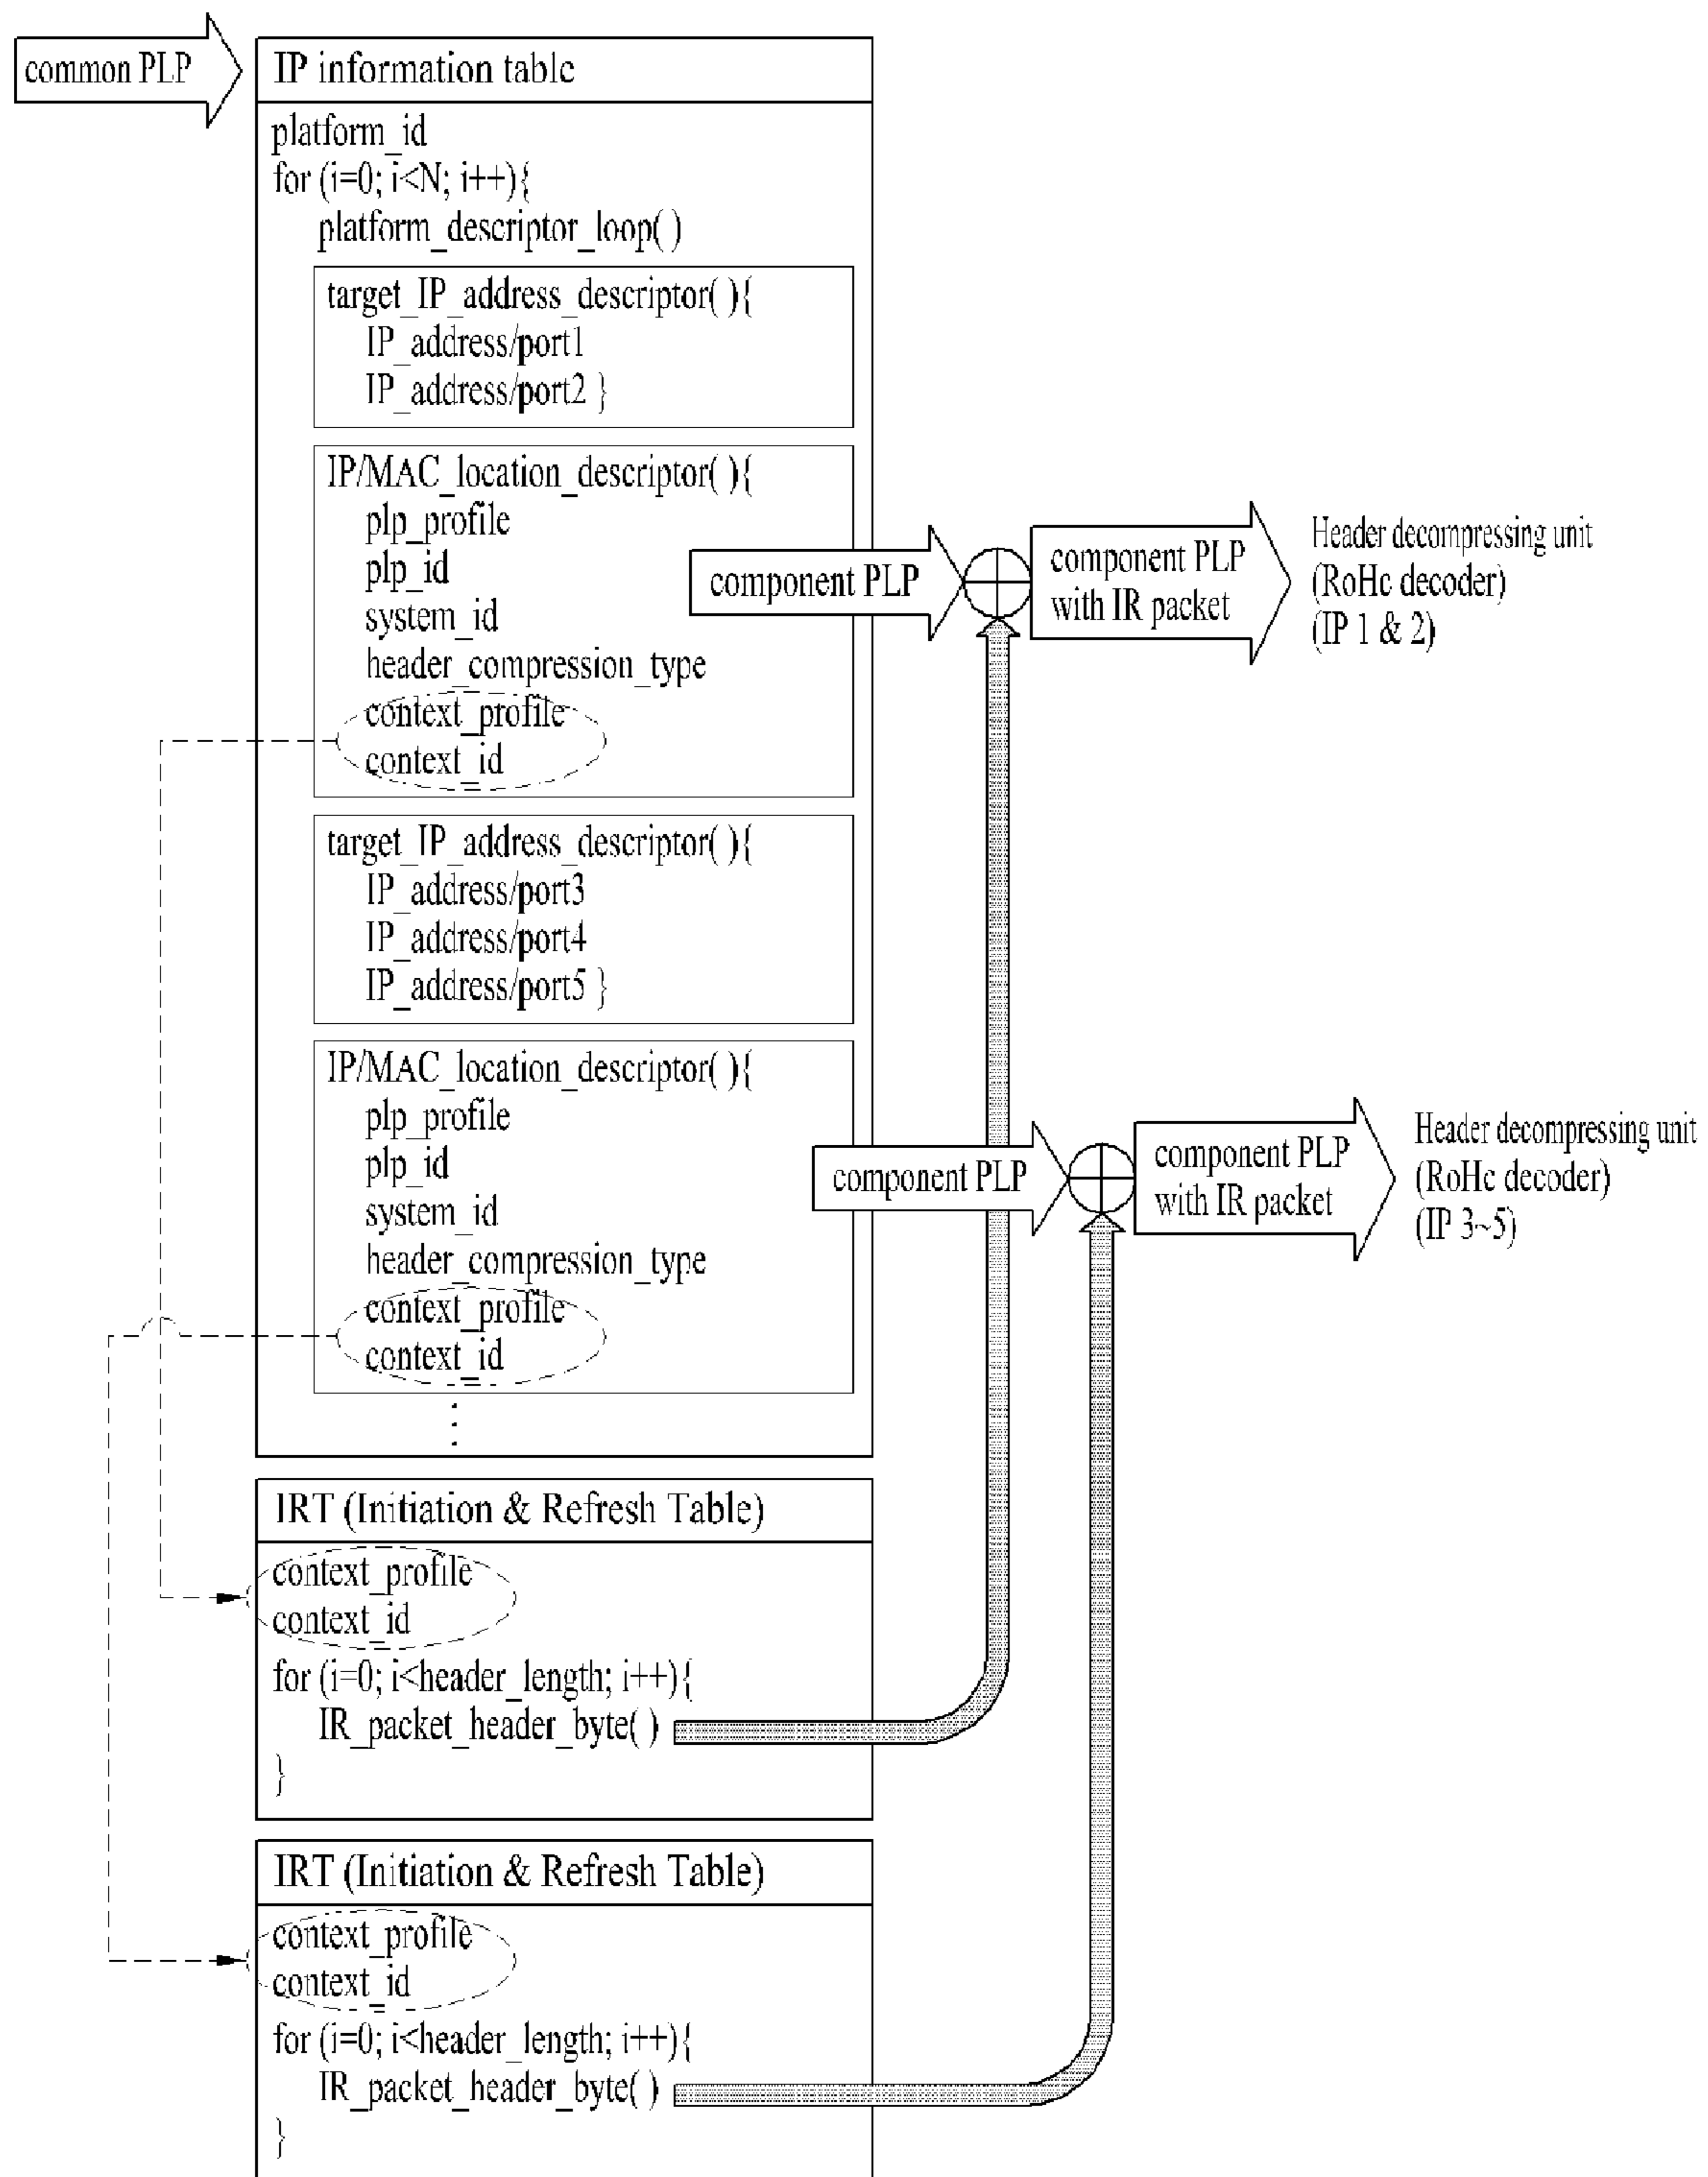 common PLP
IP information table
platform_id
for (i=0; i<N; i++){
platform_descriptor_loop( )
target_IP_address_descriptor( ){
IP_address/port1
IP_address/port2 }
IP/MAC_location_descriptor( ){
plp_profile
plp_id
system_id
header_compression_type
context_profile
context_id
component PLP
component PLP
with IR packet
Header decompressing unit
(RoHc decoder)
(IP 1 & 2)
target_IP_address_descriptor( ){
IP_address/port3
IP_address/port4
IP_address/port5 }
IP/MAC_location_descriptor( ){
plp_profile
plp_id
system_id
header_compression_type
context_profile
context_id
component PLP
component PLP
with IR packet
Header decompressing unit
(RoHc decoder)
(IP 3~5)
IRT (Initiation & Refresh Table)
context_profile
context_id
for (i=0; i<header_length; i++){
IR_packet_header_byte( )
}
IRT (Initiation & Refresh Table)
context_profile
context_id
for (i=0; i<header_length; i++){
IR_packet_header_byte( )
}